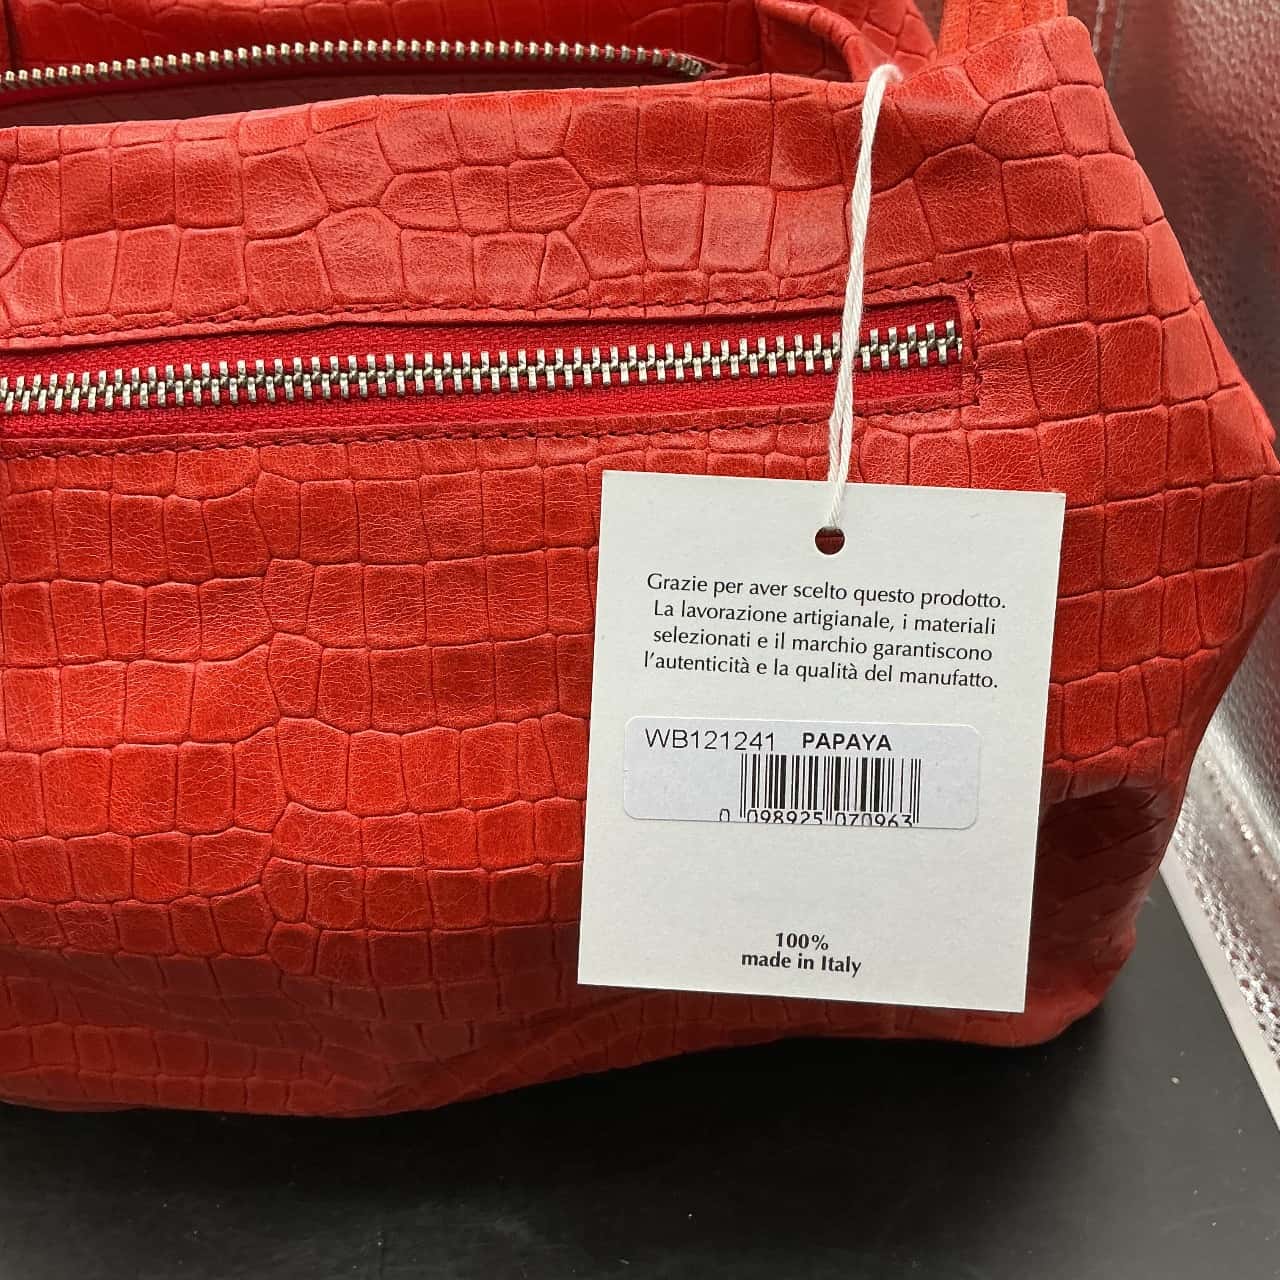 Grazie per aver scelto questo prodotto.
La lavorazione artigianale, i materiali
selezionati e il marchio garantiscono
l'autenticità e la qualità del manufatto.
WB121241 PAPAYA
0 098925 070963
100%
made in Italy